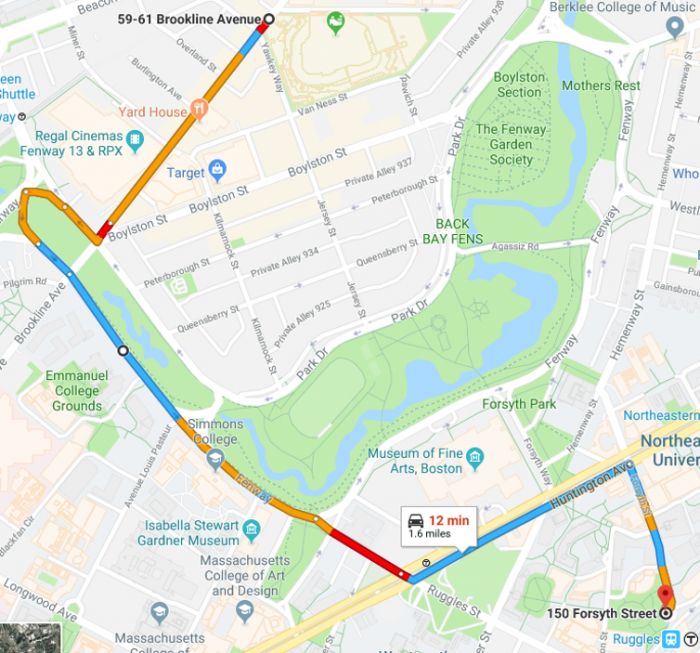 Beacon
Miner St
59-61 Brookline Avenue
Overland St
Burlington Ave
Yawkey Way
Private Alley 938
Berklee College of Music
Hemenway St
een
Shuttle
way
Yard House
Van Ness St
Ipswich St
Boylston
Section
Mothers Rest
Regal Cinemas
Fenway 13 & RPX
Park Dr
The Fenway
Garden
Society
Fenway
Target
Boylston St
Private Alley 937
Who
Boylston St
Peterborough St
Hemenway St
Boylston St
Jersey St
BACK
BAY FENS
Westl
Kilmarnock St
Queensberry St
Agassiz Rd
Fenway
Private Alley 934
Peterborough St
Pilgrim Rd
Jersey St
Gainsborou
Brookline Ave
Private Alley 925
Queensberry St
Park Dr
Hemenway St
Kilmarnock St
Park Dr
Fenway
Emmanuel
College
Grounds
Forsyth Park
Simmons
College
Hemenway St
Northeastern
Avenue Louis Pasteur
Northea
Univer
Museum of Fine
Arts, Boston
Forsyth Way
Huntington Ave
Fenway
12 min
1.6 miles
Isabella Stewart
Gardner Museum
Blackfan Cir
Massachusetts
College of Art
and Design
Ruggles St
Longwood Ave
150 Forsyth Street
Massachusetts
College of
Ruggles
T